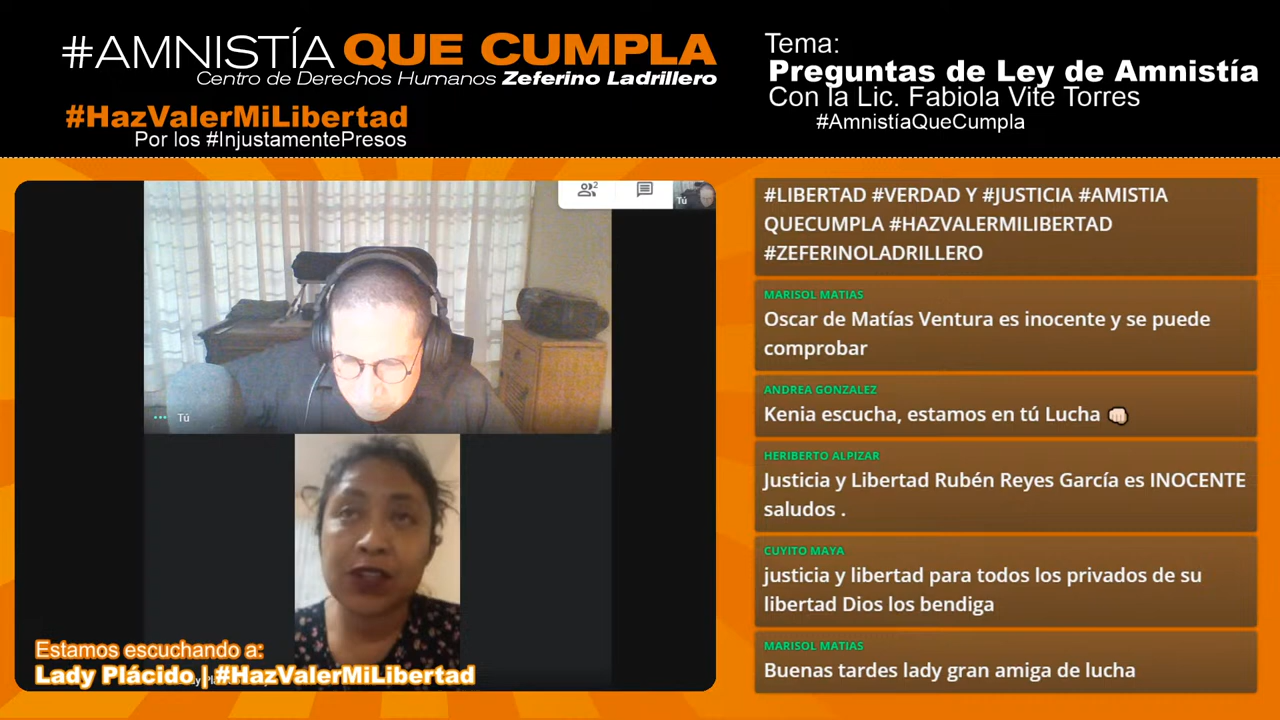 #AMNISTÍA QUE CUMPLA
Centro de Derechos Humanos Zeferino Ladrillero
#HazValerMiLibertad
Por los #InjustamentePresos
Tema:
Preguntas de Ley de Amnistía
Con la Lic. Fabiola Vite Torres
#AmnistíaQueCumpla
2
Tú
Tú
Estamos escuchando a:
Lady Plácido | #HazValerMiLibertad
#LIBERTAD #VERDAD Y #JUSTICIA #AMISTIA
QUECUMPLA #HAZVALERMILIBERTAD
#ZEFERINOLADRILLERO
MARISOL MATIAS
Oscar de Matías Ventura es inocente y se puede
comprobar
ANDREA GONZALEZ
Kenia escucha, estamos en tú Lucha 👊🏻
HERIBERTO ALPIZAR
Justicia y Libertad Rubén Reyes García es INOCENTE
saludos .
CUYITO MAYA
justicia y libertad para todos los privados de su
libertad Dios los bendiga
MARISOL MATIAS
Buenas tardes lady gran amiga de lucha